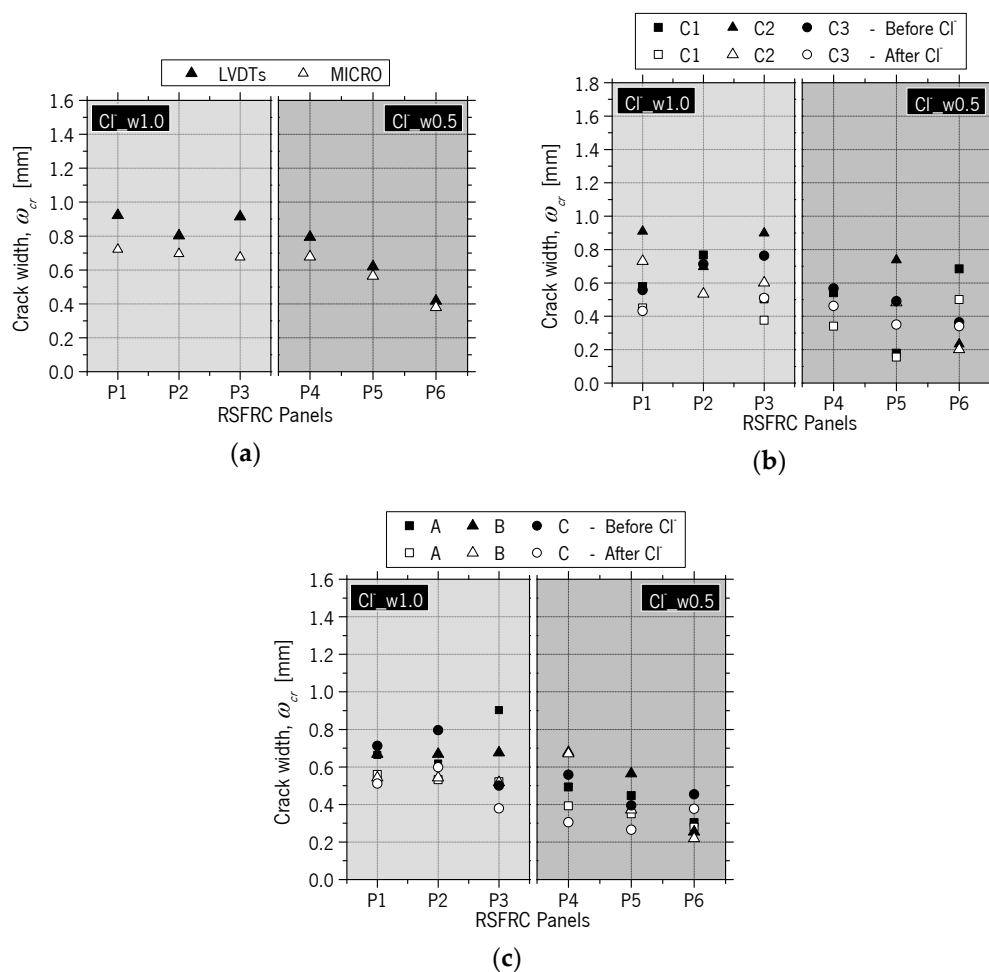 ▲ LVDTs △ MICRO
Cl⁻_w1.0
Cl⁻_w0.5
1.6
1.4
1.2
1.0
0.8
0.6
0.4
0.2
0.0
Crack width, ω_cr [mm]
P1 P2 P3 P4 P5 P6
RSFRC Panels
(a)
■ C1 ▲ C2 ● C3 - Before Cl⁻
□ C1 △ C2 ○ C3 - After Cl⁻
Cl⁻_w1.0
Cl⁻_w0.5
1.8
1.6
1.4
1.2
1.0
0.8
0.6
0.4
0.2
0.0
Crack width, ω_cr [mm]
P1 P2 P3 P4 P5 P6
RSFRC Panels
(b)
■ A ▲ B ● C - Before Cl⁻
□ A △ B ○ C - After Cl⁻
Cl⁻_w1.0
Cl⁻_w0.5
1.6
1.4
1.2
1.0
0.8
0.6
0.4
0.2
0.0
Crack width, ω_cr [mm]
P1 P2 P3 P4 P5 P6
RSFRC Panels
(c)